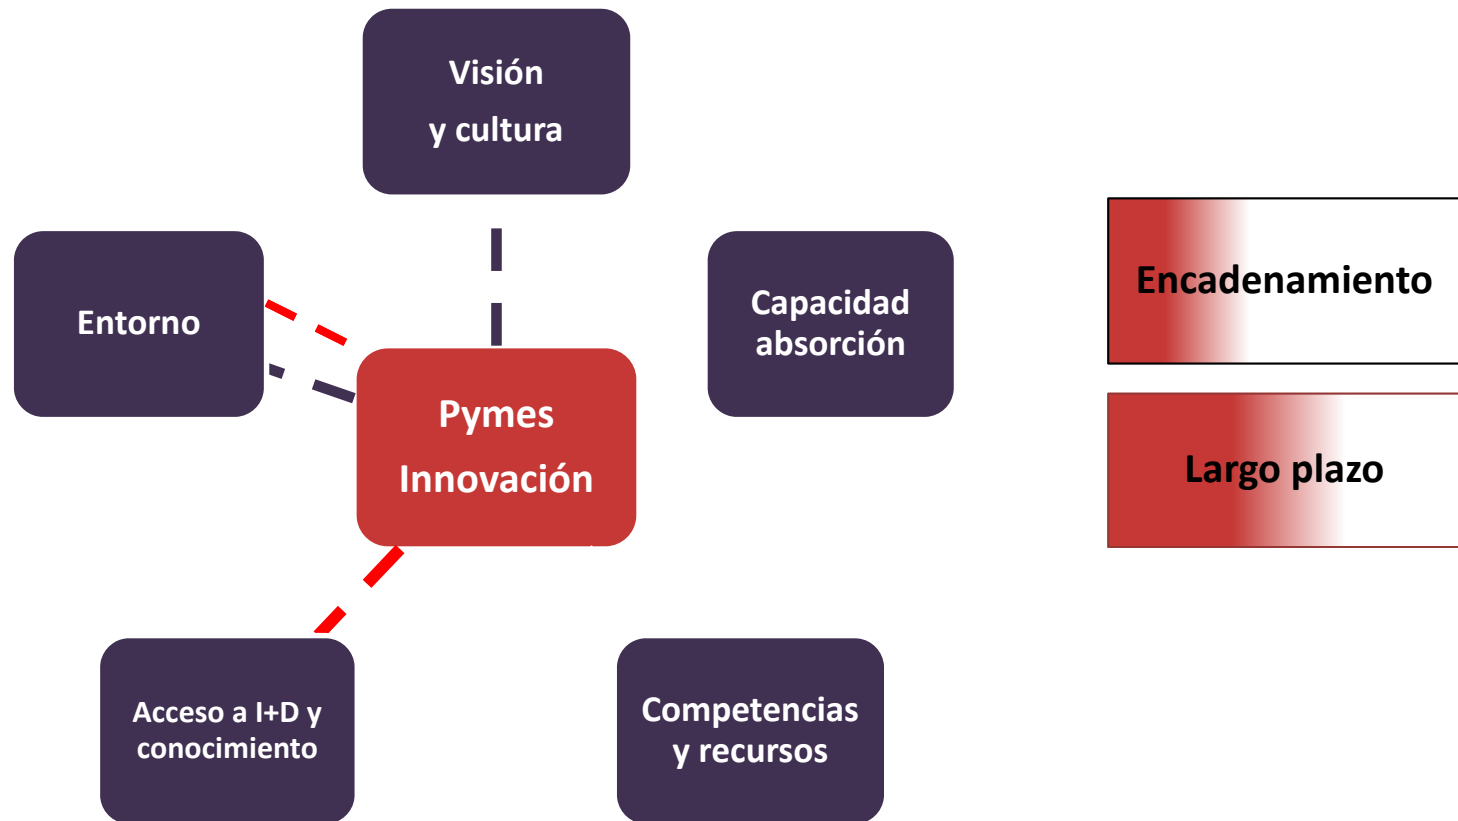 Visión
y cultura
Entorno
Capacidad
absorción
Pymes
Innovación
Acceso a I+D y
conocimiento
Competencias
y recursos
Encadenamiento
Largo plazo